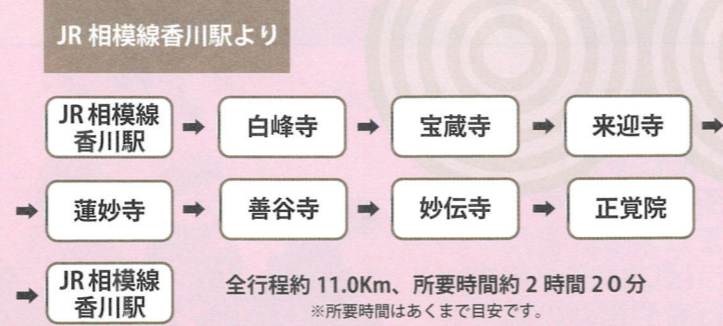 JR 相模線香川駅より
JR 相模線
香川駅
➡ 白峰寺 ➡ 宝蔵寺 ➡ 来迎寺 ➡
➡ 蓮妙寺 ➡ 善谷寺 ➡ 妙伝寺 ➡ 正覚院
➡ JR 相模線
香川駅
全行程約 11.0Km、所要時間約 2 時間 2０分
※所要時間はあくまで目安です。